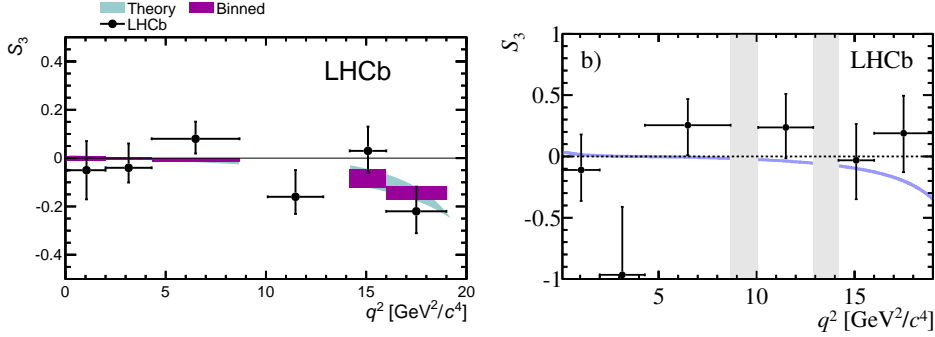 Theory Binned
LHCb
S3
LHCb
0.4
0.2
0
-0.2
-0.4
0 5 10 15 20
q2 [GeV2/c4]
S3
b) LHCb
1
0.5
0
-0.5
-1
5 10 15
q2 [GeV2/c4]